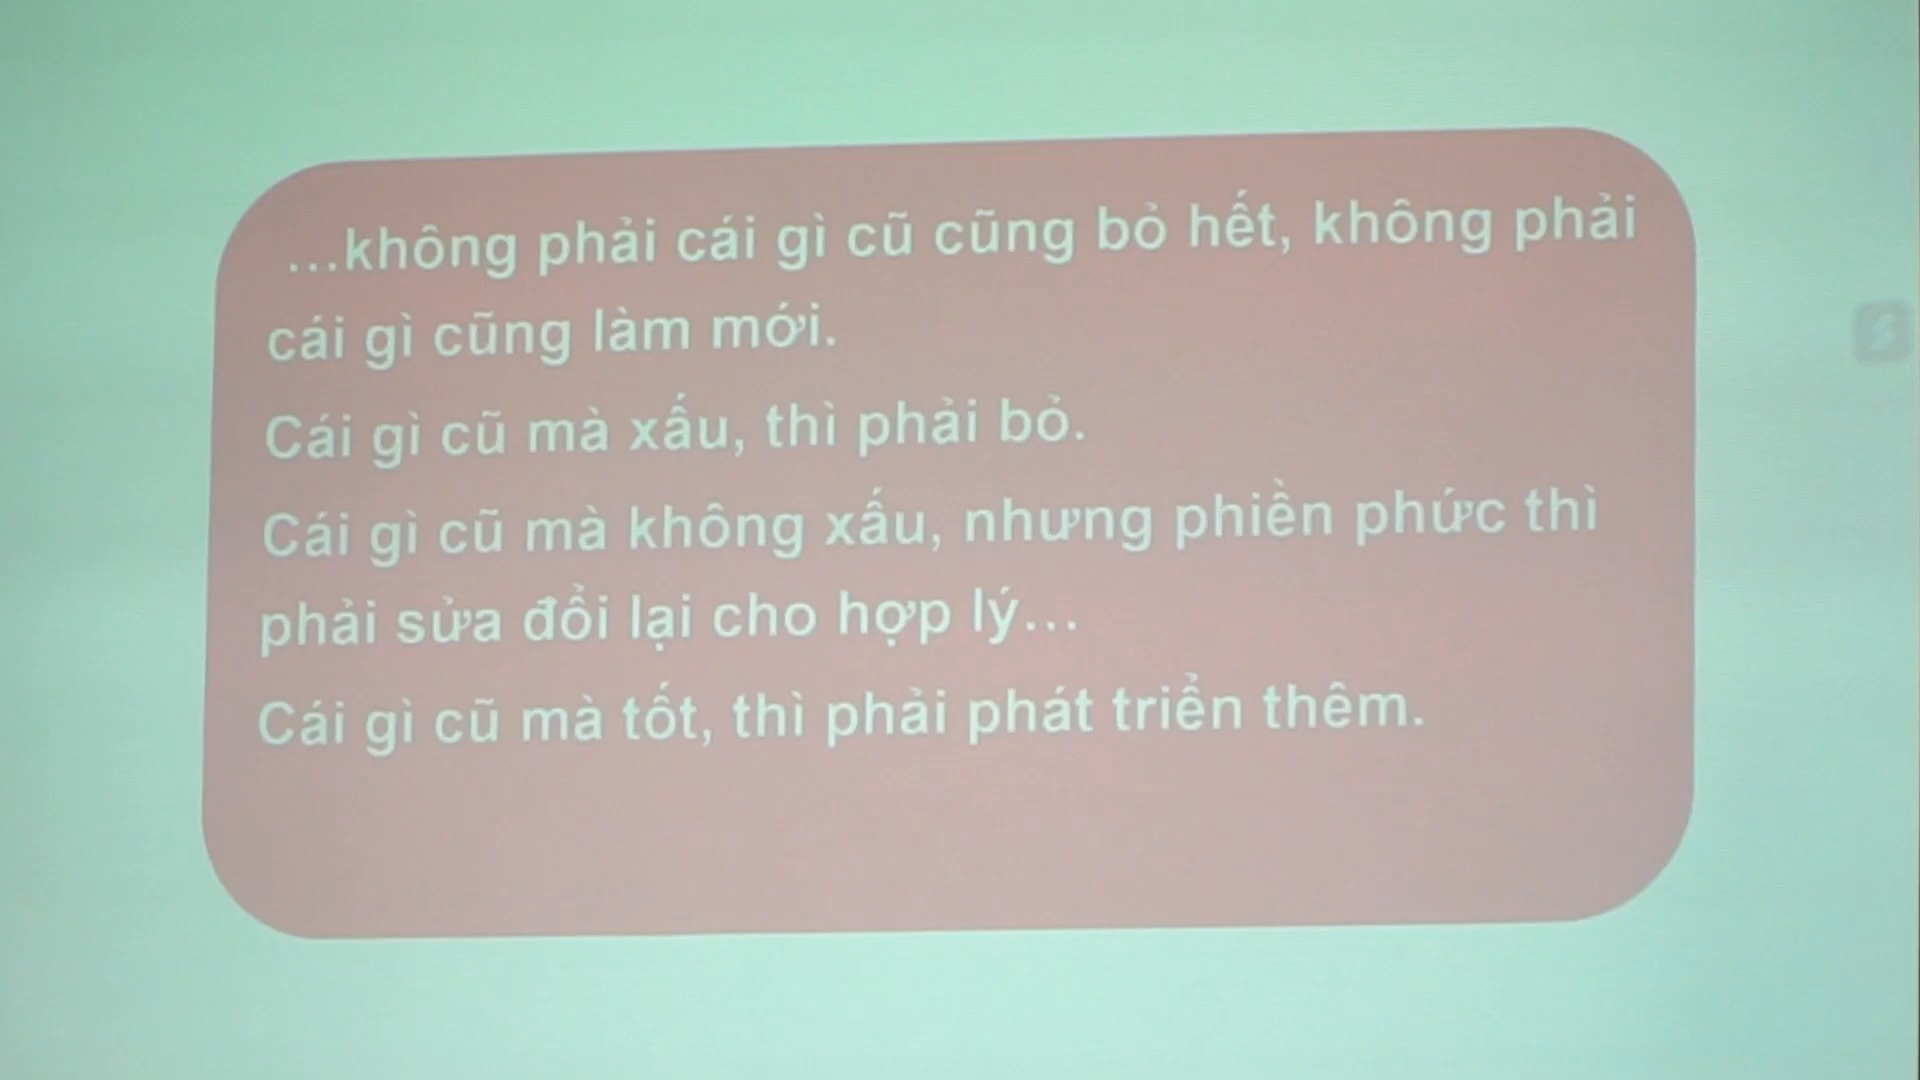 ...không phải cái gì cũ cũng bỏ hết, không phải
cái gì cũng làm mới.
Cái gì cũ mà xấu, thì phải bỏ.
Cái gì cũ mà không xấu, nhưng phiền phức thì
phải sửa đổi lại cho hợp lý...
Cái gì cũ mà tốt, thì phải phát triển thêm.